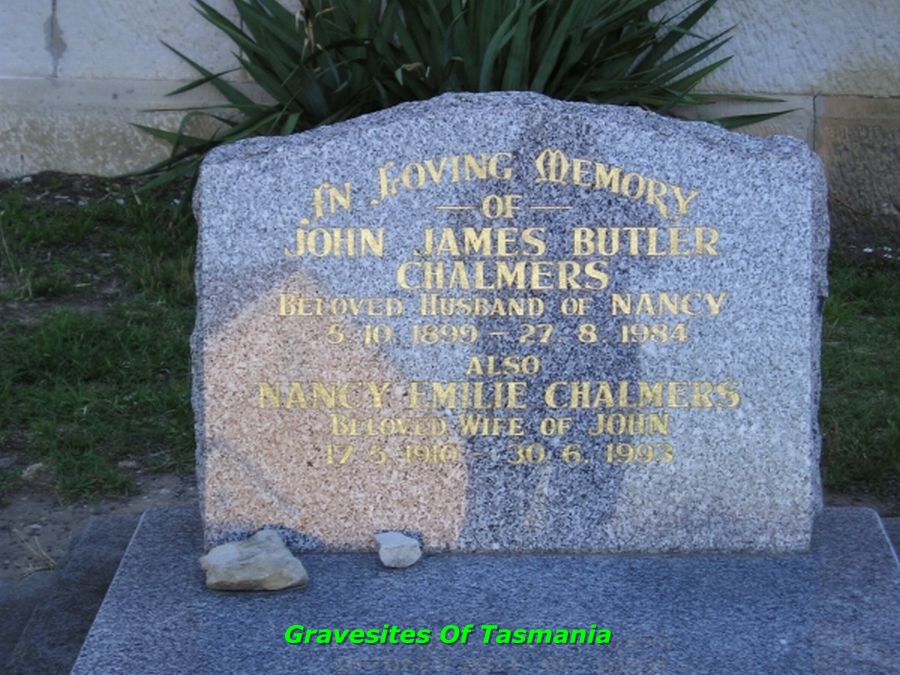 In Loving Memory
— OF —
JOHN JAMES BUTLER
CHALMERS
BELOVED HUSBAND OF NANCY
5. 10. 1899 – 27. 8. 1984
ALSO
NANCY EMILIE CHALMERS
BELOVED WIFE OF JOHN
17. 5. 1910 – 30. 6. 1993
Gravesites Of Tasmania